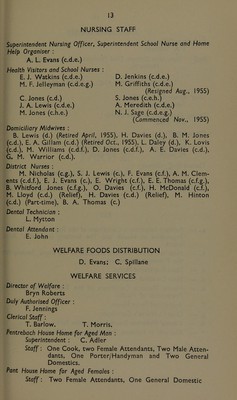 13
NURSING STAFF
Superintendent Nursing Officer, Superintendent School Nurse and Home
Help Organiser :
A. L. Evans (c.d.e.)
Health Visitors and School Nurses :
E. J. Watkins (c.d.e.) D. Jenkins (c.d.e.)
M. F. Jelleyman (c.d.e.g.) M. Griffiths (c.d.e.)
(Resigned Aug., 1955)
C. Jones (c.d.) S. Jones (c.e.h.)
J. A. Lewis (c.d.e.) A. Meredith (c.d.e.)
M. Jones (c.h.e.) N. J. Sage (c.d.e.g.)
(Commenced Nov., 1955)
Domiciliary Midwives :
B. Lewis (d.) (Retired April, 1955), H. Davies (d.), B. M. Jones
(c.d.), E. A. Gillam (c.d.) (Retired Oct., 1955), L. Daley (d.), K. Lovis
(c.d.), M. Williams (c.d.f.), D. Jones (c.d.f.), A. E. Davies (c.d.),
G. M. Warrior (c.d.).
District Nurses :
M. Nicholas (c.g.), S. J. Lewis (c.), F. Evans (c.f.), A. M. Clem-
ents (c.d.f.), E. J. Evans (c.), E. Wright (c.f.), E. E. Thomas (c.f.g.),
B. Whitford Jones (c.f.g.), O. Davies (c.f.), H. McDonald (c.f.),
M. Lloyd (c.d.) (Relief), H. Davies (c.d.) (Relief), M. Hinton
(c.d.) (Part-time), B. A. Thomas (c.)
Dental Technician :
L. Mytton
Dental Attendant :
E. John
WELFARE FOODS DISTRIBUTION
D. Evans; C. Spillane
WELFARE SERVICES
Director of Welfare :
Bryn Roberts
Duly Authorised Officer :
F. Jennings
Clerical Staff :
T. Barlow. T. Morris.
Pentrebach House Home for Aged Men :
Superintendent : C. Adler
Staff : One Cook, two Female Attendants, Two Male Atten-
dants, One Porter/Handyman and Two General
Domestics.
Pant House Home for Aged Females :
Staff : Two Female Attendants, One General Domestic